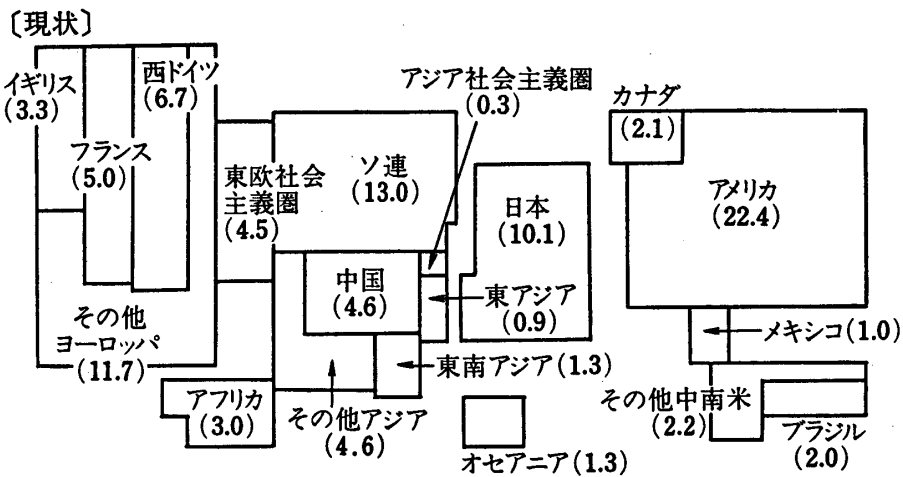 〔現状〕
イギリス
(3.3)
フランス
(5.0)
西ドイツ
(6.7)
その他
ヨーロッパ
(11.7)
東欧社会
主義圏
(4.5)
ソ連
(13.0)
アジア社会主義圏
(0.3)
中国
(4.6)
日本
(10.1)
東アジア
(0.9)
東南アジア(1.3)
その他アジア
(4.6)
アフリカ
(3.0)
オセアニア(1.3)
カナダ
(2.1)
アメリカ
(22.4)
メキシコ(1.0)
その他中南米
(2.2)
ブラジル
(2.0)